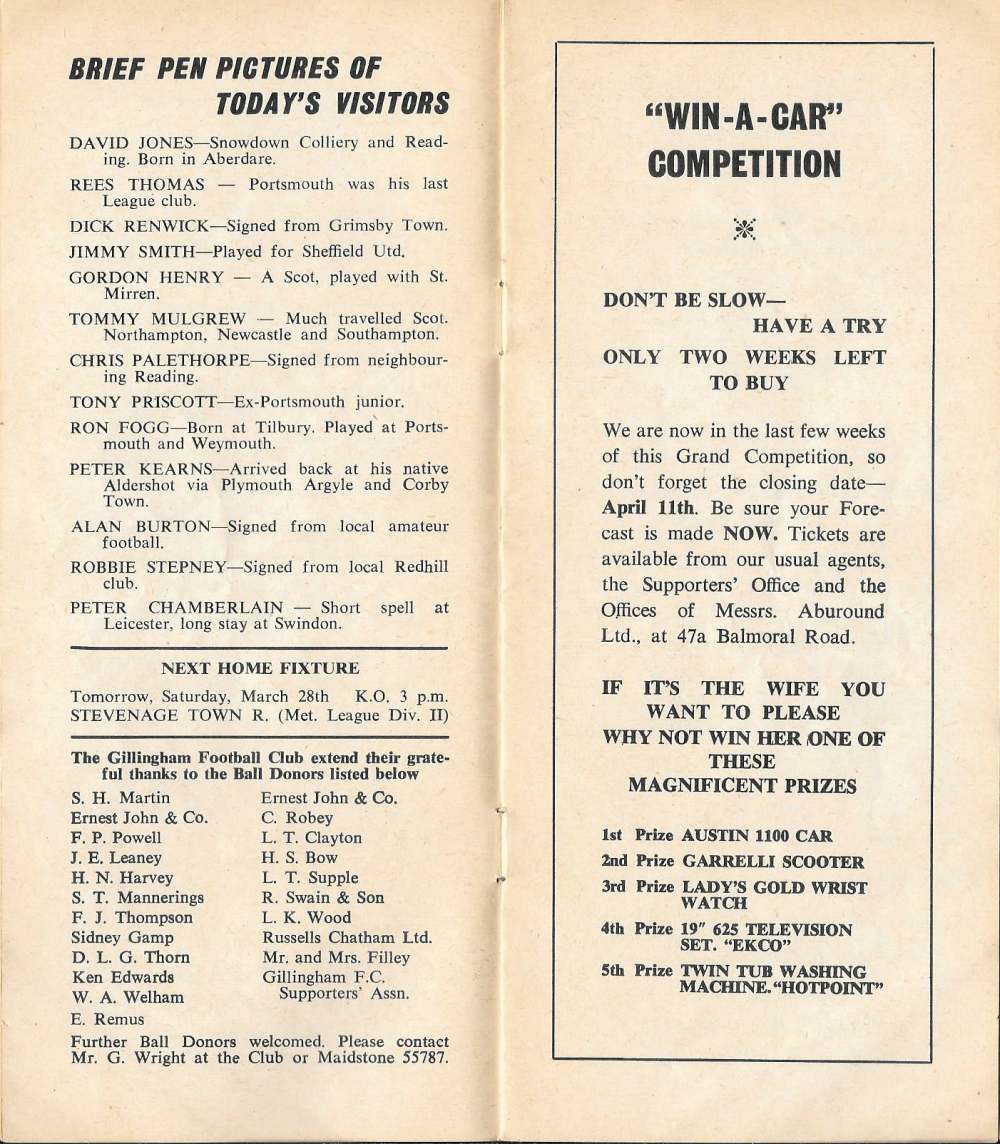 BRIEF PEN PICTURES OF
TODAY'S VISITORS
DAVID JONES—Snowdown Colliery and Read-
ing. Born in Aberdare.
REES THOMAS — Portsmouth was his last
League club.
DICK RENWICK—Signed from Grimsby Town.
JIMMY SMITH—Played for Sheffield Utd.
GORDON HENRY — A Scot, played with St.
Mirren.
TOMMY MULGREW — Much travelled Scot.
Northampton, Newcastle and Southampton.
CHRIS PALETHORPE—Signed from neighbour-
ing Reading.
TONY PRISCOTT—Ex-Portsmouth junior.
RON FOGG—Born at Tilbury. Played at Ports-
mouth and Weymouth.
PETER KEARNS—Arrived back at his native
Aldershot via Plymouth Argyle and Corby
Town.
ALAN BURTON—Signed from local amateur
football.
ROBBIE STEPNEY—Signed from local Redhill
club.
PETER CHAMBERLAIN — Short spell at
Leicester, long stay at Swindon.
NEXT HOME FIXTURE
Tomorrow, Saturday, March 28th K.O. 3 p.m.
STEVENAGE TOWN R. (Met. League Div. II)
The Gillingham Football Club extend their grate-
ful thanks to the Ball Donors listed below
S. H. Martin
Ernest John & Co.
F. P. Powell
J. E. Leaney
H. N. Harvey
S. T. Mannerings
F. J. Thompson
Sidney Gamp
D. L. G. Thorn
Ken Edwards
W. A. Welham
E. Remus
Ernest John & Co.
C. Robey
L. T. Clayton
H. S. Bow
L. T. Supple
R. Swain & Son
L. K. Wood
Russells Chatham Ltd.
Mr. and Mrs. Filley
Gillingham F.C.
Supporters' Assn.
Further Ball Donors welcomed. Please contact
Mr. G. Wright at the Club or Maidstone 55787.
"WIN-A-CAR"
COMPETITION
DON'T BE SLOW—
HAVE A TRY
ONLY TWO WEEKS LEFT
TO BUY
We are now in the last few weeks
of this Grand Competition, so
don't forget the closing date—
April 11th. Be sure your Fore-
cast is made NOW. Tickets are
available from our usual agents,
the Supporters' Office and the
Offices of Messrs. Aburound
Ltd., at 47a Balmoral Road.
IF IT'S THE WIFE YOU
WANT TO PLEASE
WHY NOT WIN HER ONE OF
THESE
MAGNIFICENT PRIZES
1st Prize AUSTIN 1100 CAR
2nd Prize GARRELLI SCOOTER
3rd Prize LADY'S GOLD WRIST
WATCH
4th Prize 19" 625 TELEVISION
SET. "EKCO"
5th Prize TWIN TUB WASHING
MACHINE. "HOTPOINT"